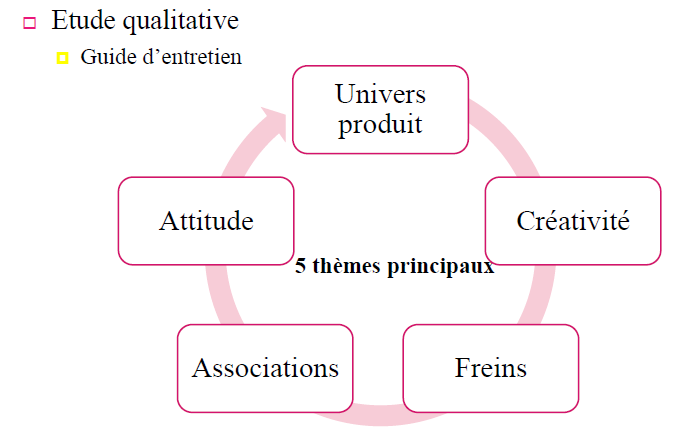 Etude qualitative
Guide d’entretien
Univers
produit
Créativité
Freins
Associations
Attitude
5 thèmes principaux